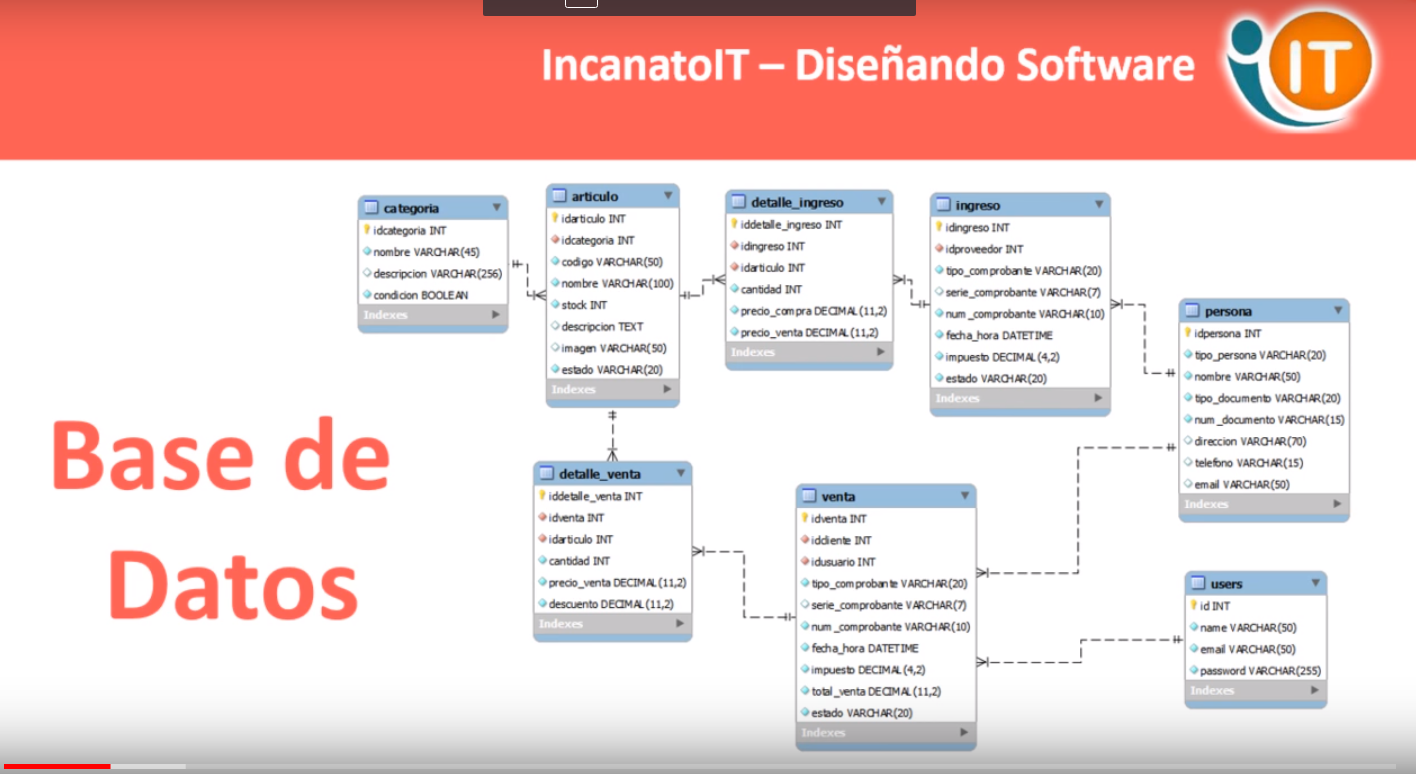 IncanatoIT – Diseñando Software
IT
Base de
Datos
categoria
idcategoria INT
nombre VARCHAR(45)
descripcion VARCHAR(256)
condicion BOOLEAN
Indexes
articulo
idarticulo INT
idcategoria INT
codigo VARCHAR(50)
nombre VARCHAR(100)
stock INT
descripcion TEXT
imagen VARCHAR(50)
estado VARCHAR(20)
Indexes
detalle_ingreso
iddetalle_ingreso INT
idingreso INT
idarticulo INT
cantidad INT
precio_compra DECIMAL(11,2)
precio_venta DECIMAL(11,2)
Indexes
ingreso
idingreso INT
idproveedor INT
tipo_comprobante VARCHAR(20)
serie_comprobante VARCHAR(7)
num_comprobante VARCHAR(10)
fecha_hora DATETIME
impuesto DECIMAL(4,2)
estado VARCHAR(20)
Indexes
persona
idpersona INT
tipo_persona VARCHAR(20)
nombre VARCHAR(50)
tipo_documento VARCHAR(20)
num_documento VARCHAR(15)
direccion VARCHAR(70)
telefono VARCHAR(15)
email VARCHAR(50)
Indexes
detalle_venta
iddetalle_venta INT
idventa INT
idarticulo INT
cantidad INT
precio_venta DECIMAL(11,2)
descuento DECIMAL(11,2)
Indexes
venta
idventa INT
idcliente INT
idusuario INT
tipo_comprobante VARCHAR(20)
serie_comprobante VARCHAR(7)
num_comprobante VARCHAR(10)
fecha_hora DATETIME
impuesto DECIMAL(4,2)
total_venta DECIMAL(11,2)
estado VARCHAR(20)
Indexes
users
id INT
name VARCHAR(50)
email VARCHAR(50)
password VARCHAR(255)
Indexes